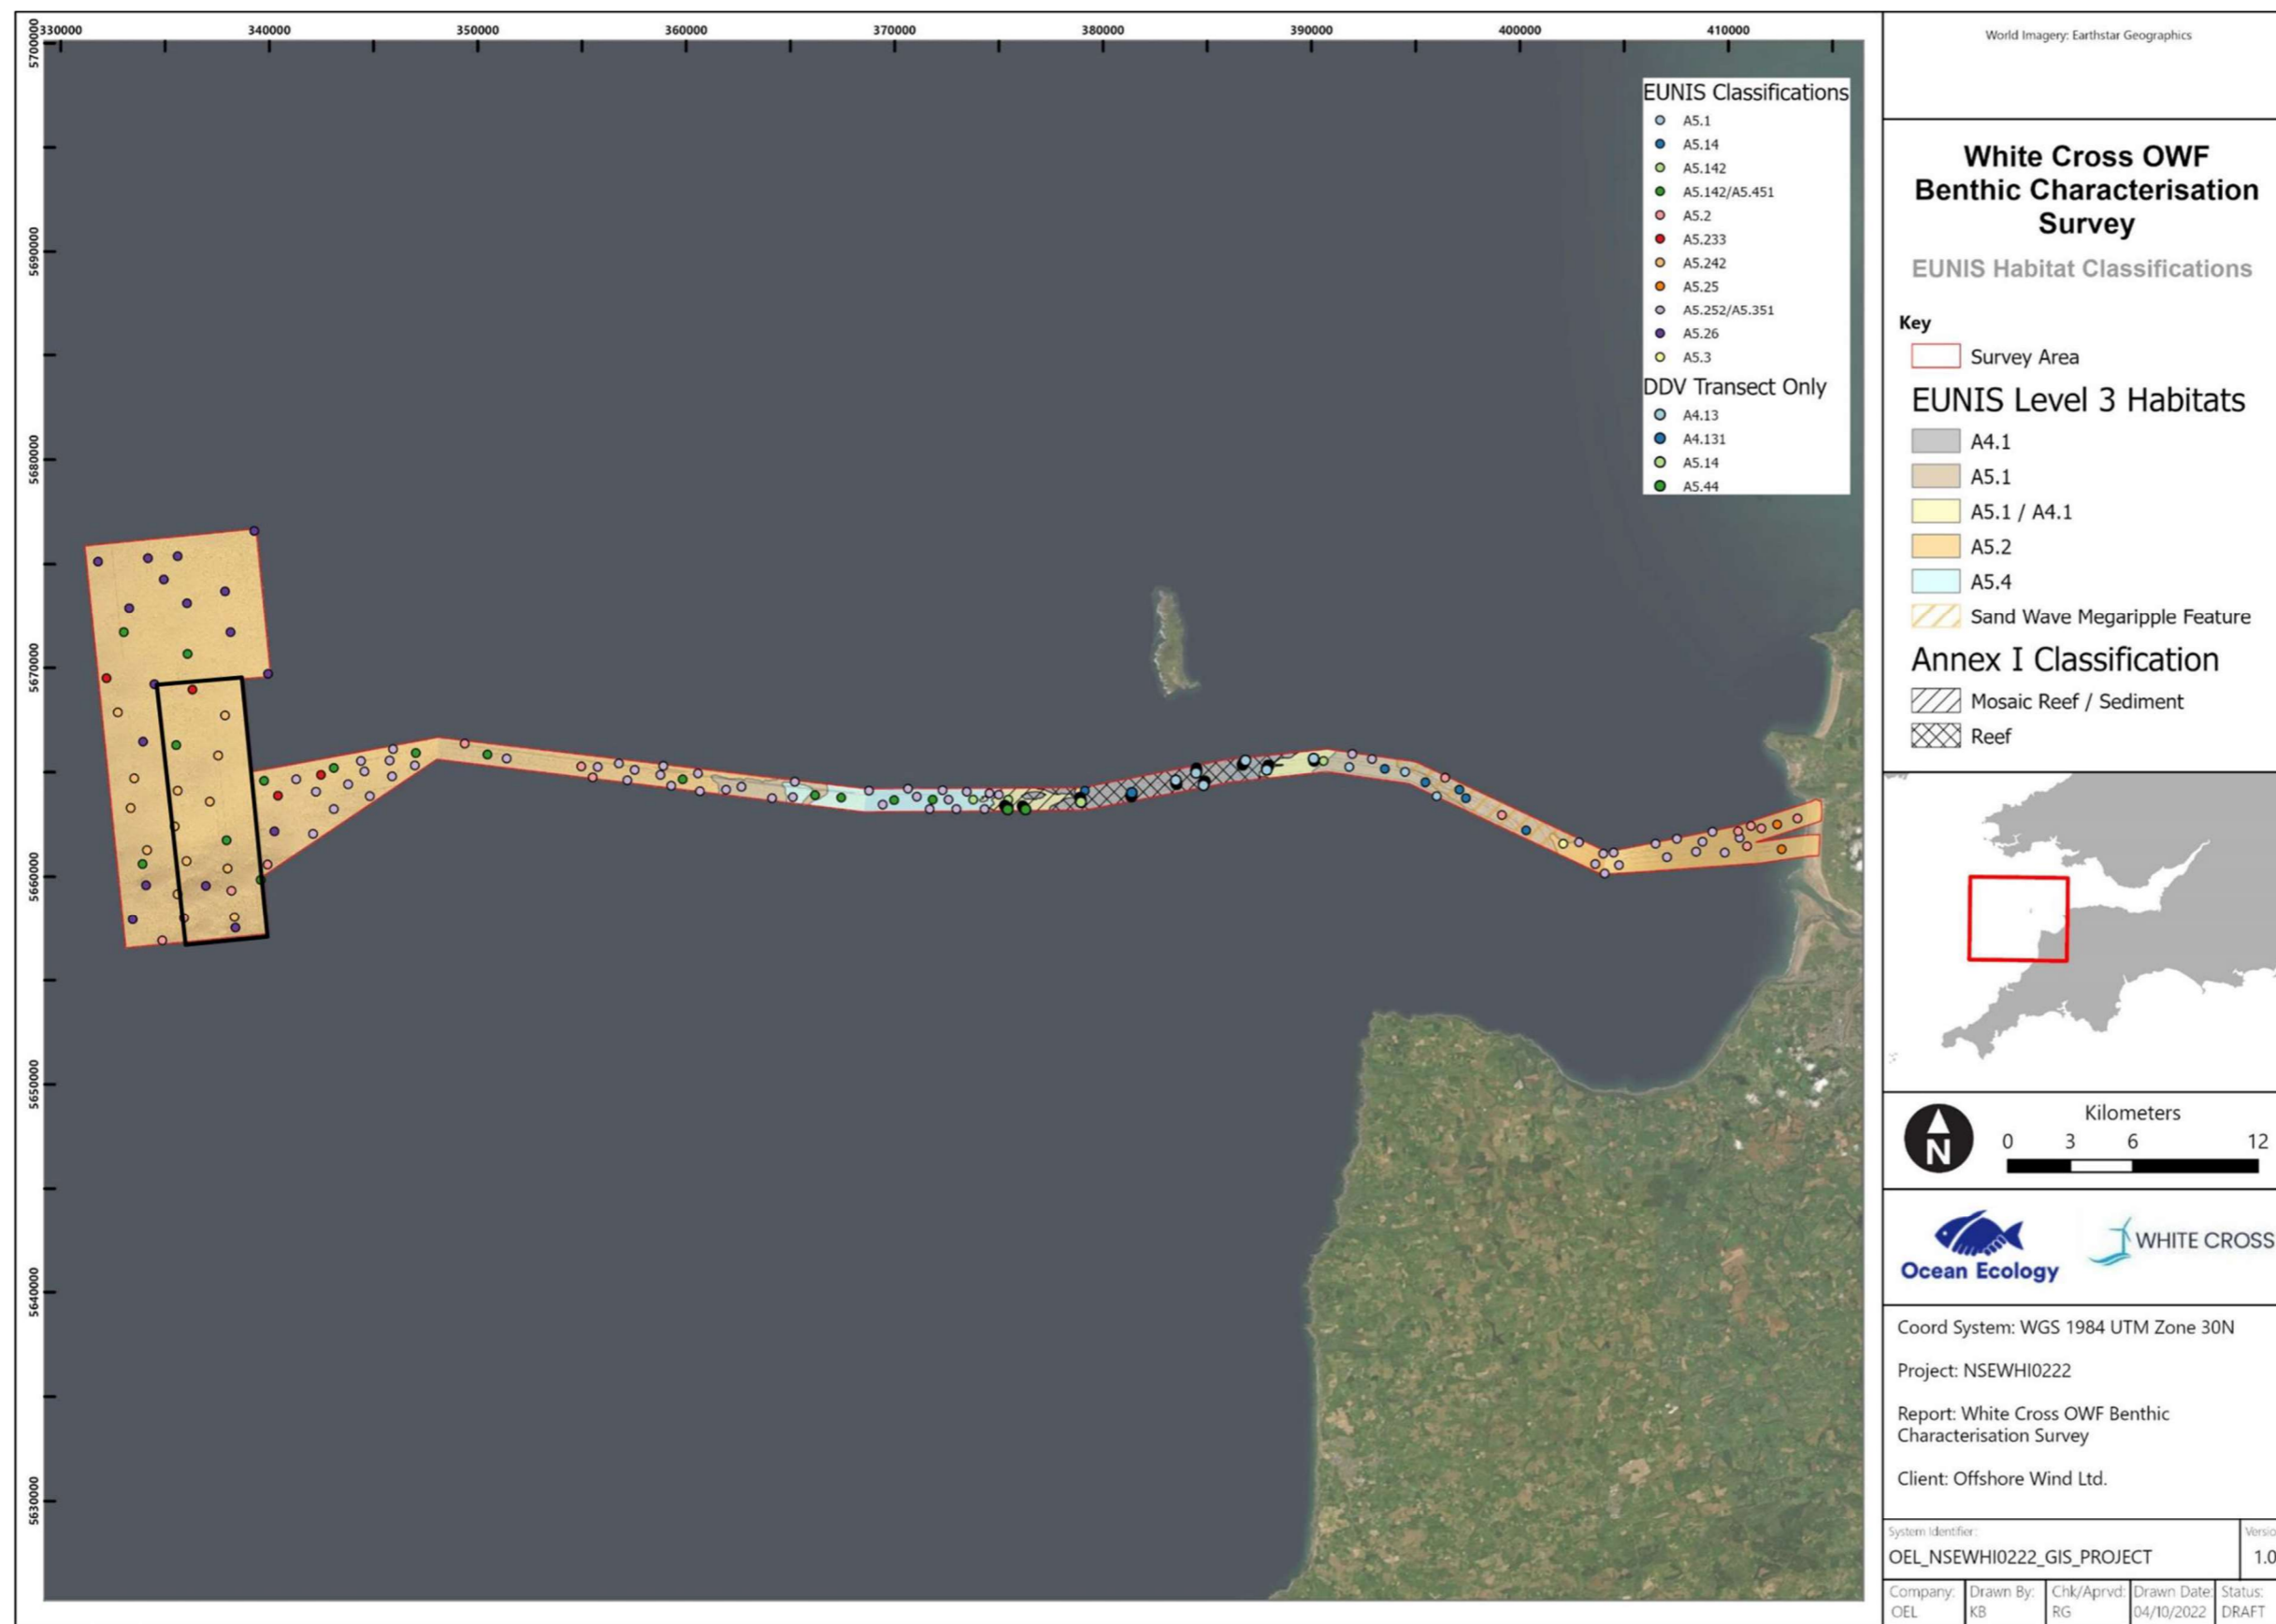 330000 340000 350000 360000 370000 380000 390000 400000 410000
5700000
5690000
5680000
5670000
5660000
5650000
5640000
5630000
EUNIS Classifications
A5.1
A5.14
A5.142
A5.142/A5.451
A5.2
A5.233
A5.242
A5.25
A5.252/A5.351
A5.26
A5.3
DDV Transect Only
A4.13
A4.131
A5.14
A5.44
World Imagery: Earthstar Geographics
White Cross OWF
Benthic Characterisation
Survey
EUNIS Habitat Classifications
Key
Survey Area
EUNIS Level 3 Habitats
A4.1
A5.1
A5.1 / A4.1
A5.2
A5.4
Sand Wave Megaripple Feature
Annex I Classification
Mosaic Reef / Sediment
Reef
N
Kilometers
0 3 6 12
Ocean Ecology
WHITE CROSS
Coord System: WGS 1984 UTM Zone 30N
Project: NSEWHI0222
Report: White Cross OWF Benthic
Characterisation Survey
Client: Offshore Wind Ltd.
System Identifier: Versio
OEL_NSEWHI0222_GIS_PROJECT 1.0
Company: Drawn By: Chk/Aprvd: Drawn Date: Status:
OEL KB RG 04/10/2022 DRAFT